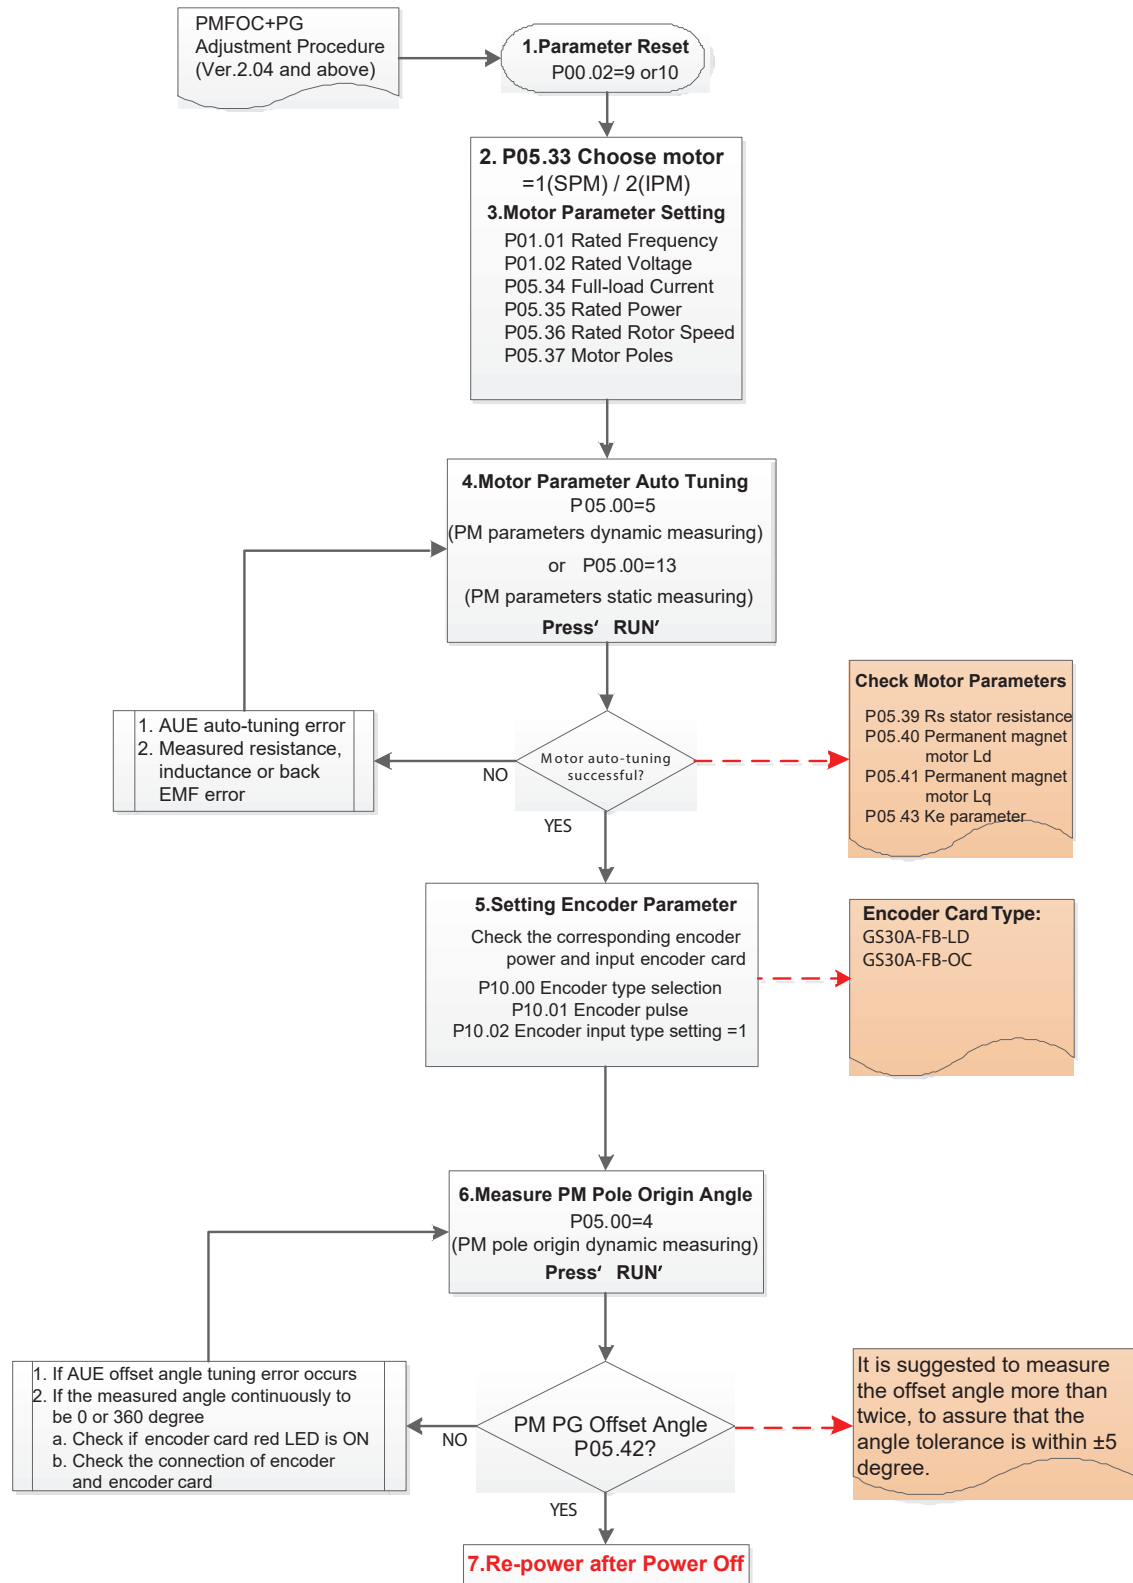 PMFOC+PG
Adjustment Procedure
(Ver.2.04 and above)
1.Parameter Reset
P00.02=9 or10
2. P05.33 Choose motor
=1(SPM) / 2(IPM)
3.Motor Parameter Setting
P01.01 Rated Frequency
P01.02 Rated Voltage
P05.34 Full-load Current
P05.35 Rated Power
P05.36 Rated Rotor Speed
P05.37 Motor Poles
4.Motor Parameter Auto Tuning
P05.00=5
(PM parameters dynamic measuring)
or P05.00=13
(PM parameters static measuring)
Press‘ RUN’
1. AUE auto-tuning error
2. Measured resistance,
inductance or back
EMF error
NO
Motor auto-tuning
successful?
YES
Check Motor Parameters
P05.39 Rs stator resistance
P05.40 Permanent magnet
motor Ld
P05.41 Permanent magnet
motor Lq
P05.43 Ke parameter
5.Setting Encoder Parameter
Check the corresponding encoder
power and input encoder card
P10.00 Encoder type selection
P10.01 Encoder pulse
P10.02 Encoder input type setting =1
Encoder Card Type:
GS30A-FB-LD
GS30A-FB-OC
6.Measure PM Pole Origin Angle
P05.00=4
(PM pole origin dynamic measuring)
Press‘ RUN’
1. If AUE offset angle tuning error occurs
2. If the measured angle continuously to
be 0 or 360 degree
a. Check if encoder card red LED is ON
b. Check the connection of encoder
and encoder card
NO
PM PG Offset Angle
P05.42?
YES
It is suggested to measure
the offset angle more than
twice, to assure that the
angle tolerance is within ±5
degree.
7.Re-power after Power Off